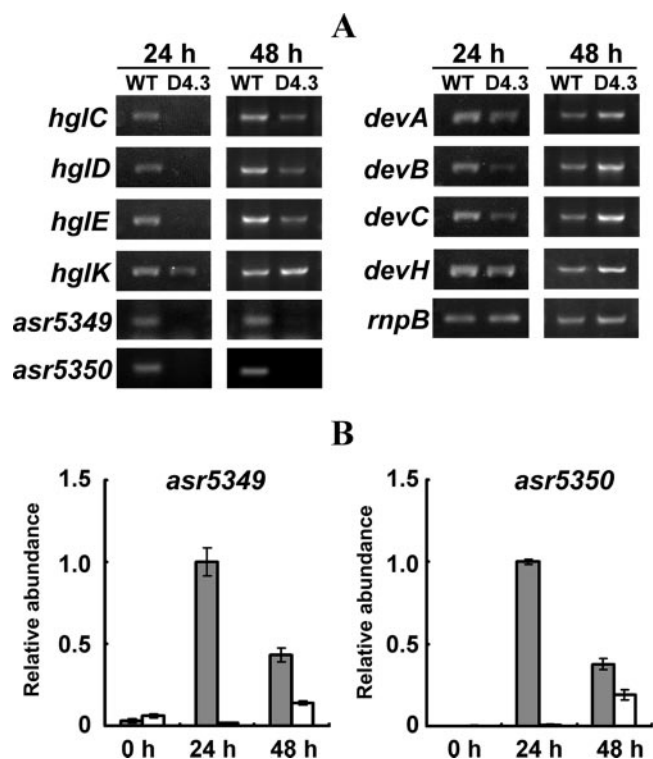 A
24 h 48 h
WT D4.3 WT D4.3
hglC
hglD
hglE
hglK
asr5349
asr5350
24 h 48 h
WT D4.3 WT D4.3
devA
devB
devC
devH
rnpB
B
asr5349
Relative abundance
1.5
1.0
0.5
0
0 h 24 h 48 h
asr5350
Relative abundance
1.5
1.0
0.5
0
0 h 24 h 48 h